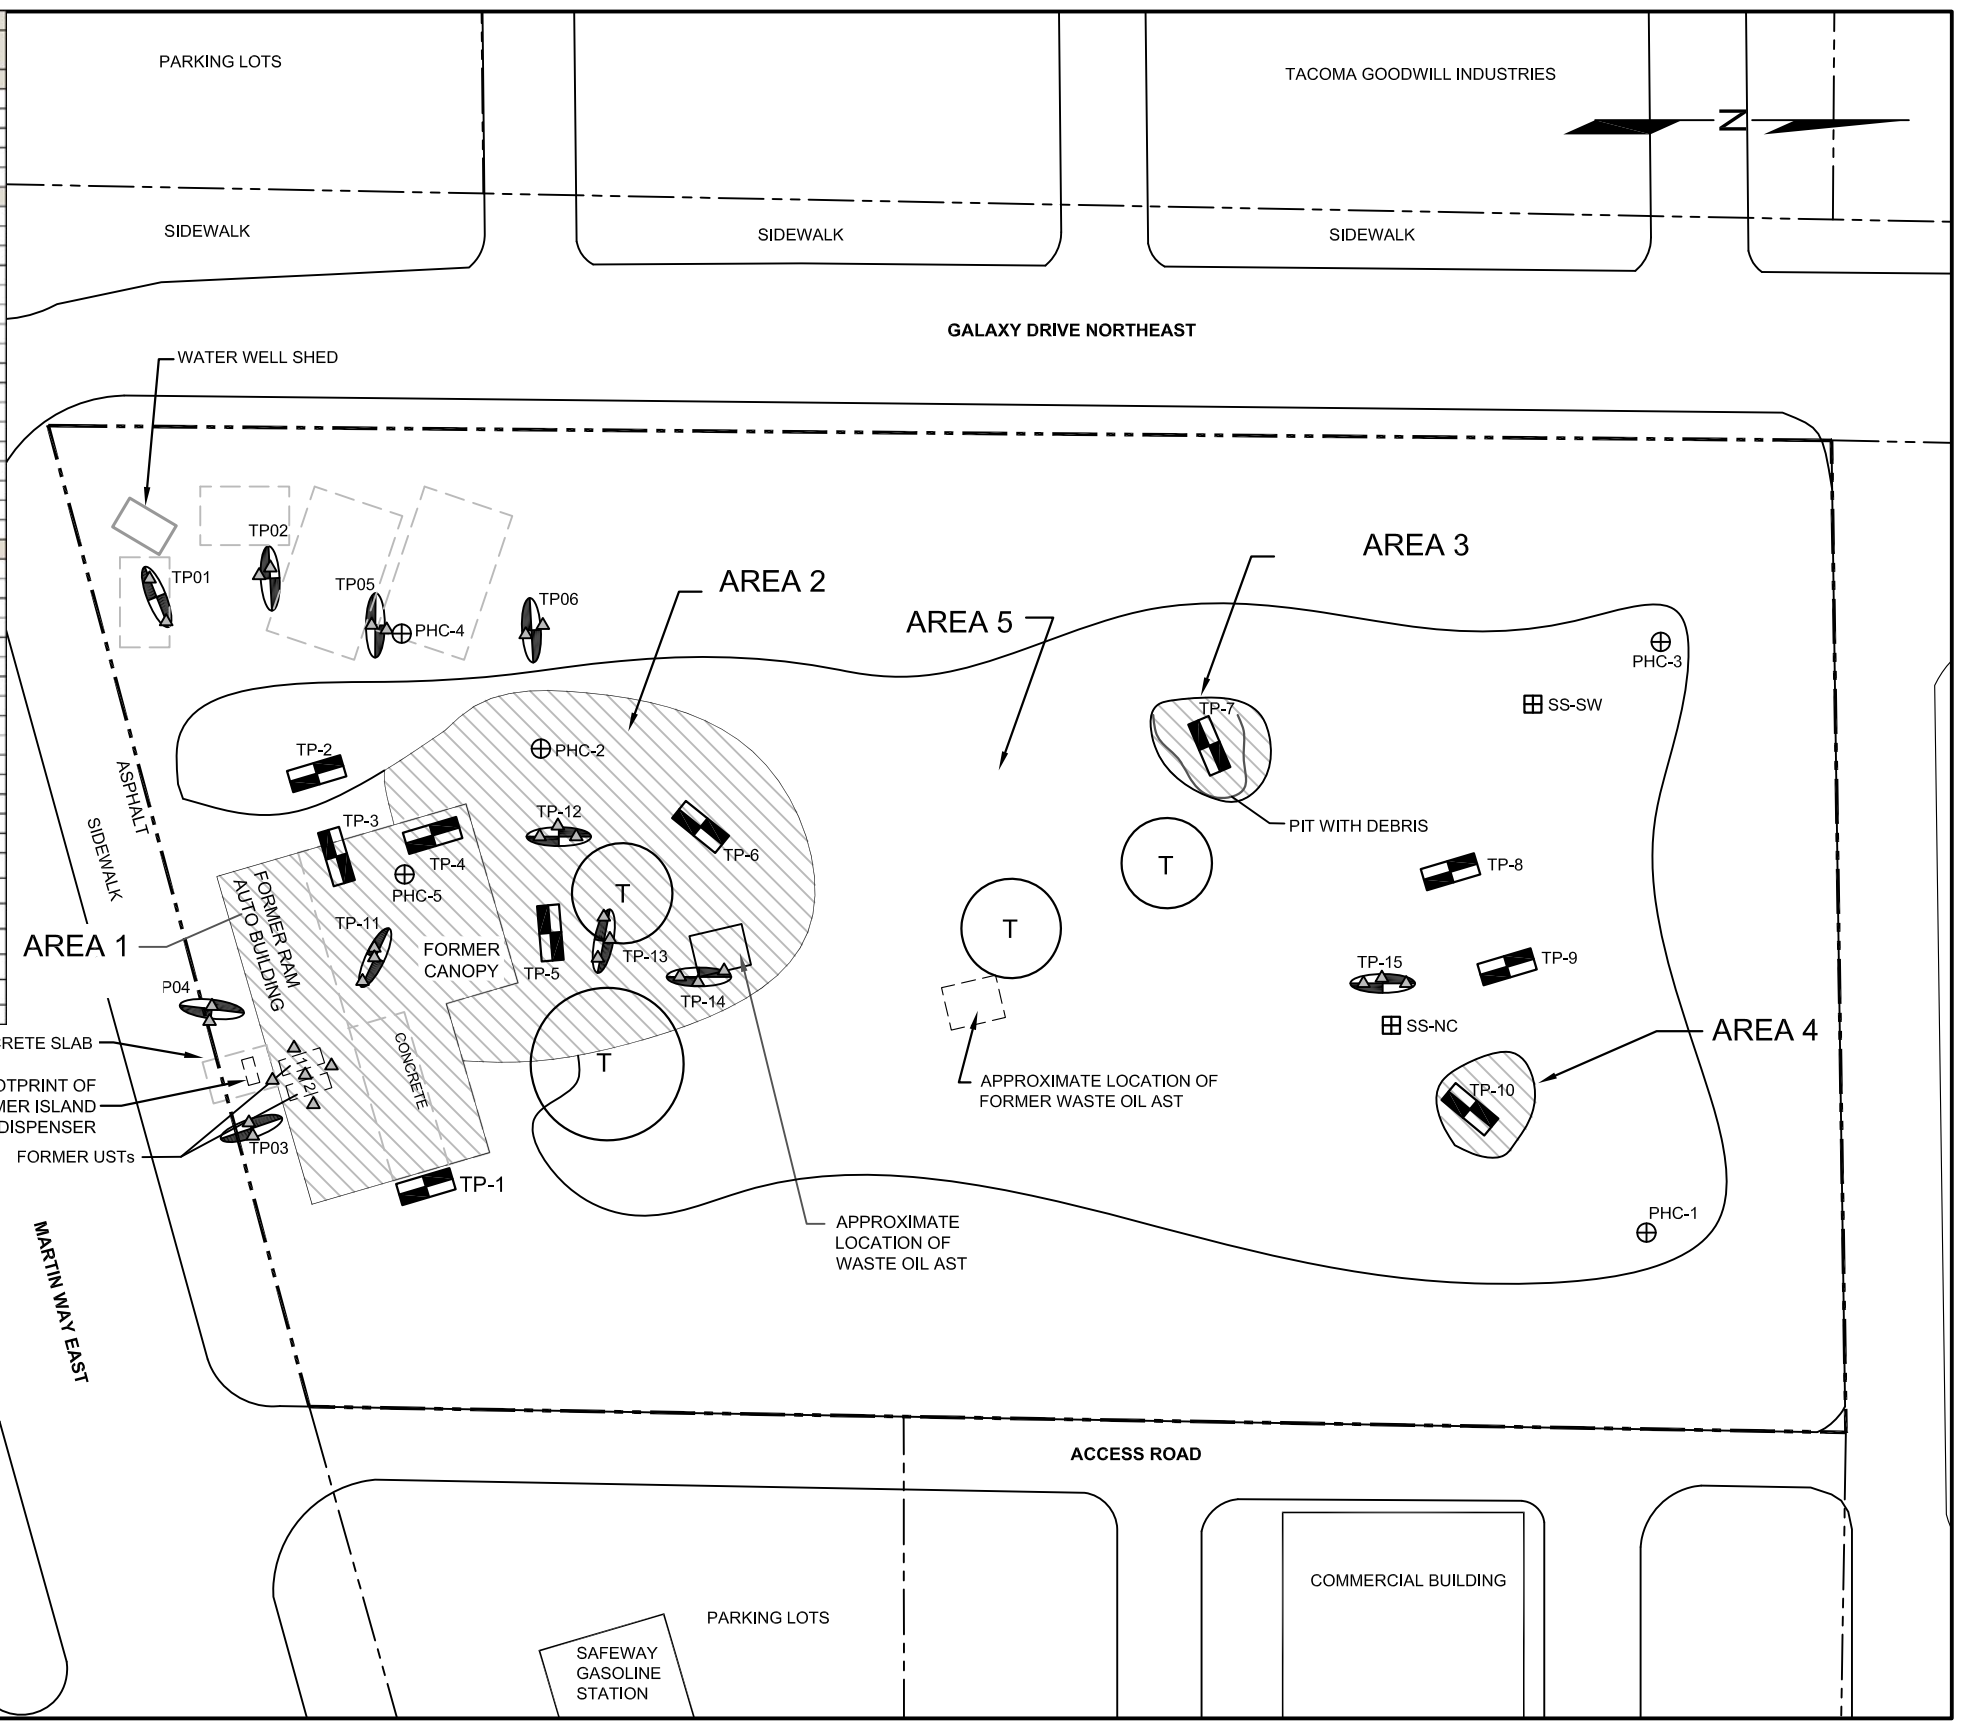 PARKING LOTS
TACOMA GOODWILL INDUSTRIES
N
SIDEWALK
SIDEWALK
SIDEWALK
GALAXY DRIVE NORTHEAST
WATER WELL SHED
TP02
TP01
TP05
TP06
PHC-4
AREA 2
AREA 3
AREA 5
PHC-3
SS-SW
TP-7
TP-2
PHC-2
ASPHALT
SIDEWALK
TP-3
TP-12
TP-4
TP-6
PIT WITH DEBRIS
PHC-5
T
T
T
TP-8
FORMER RAM
AUTO BUILDING
TP-11
AREA 1
FORMER
CANOPY
TP-5
TP-13
TP-14
TP-9
TP-15
P04
SS-NC
AREA 4
CRETE SLAB
1
2
CONCRETE
T
OTPRINT OF
MER ISLAND
DISPENSER
TP03
FORMER USTs
APPROXIMATE LOCATION OF
FORMER WASTE OIL AST
TP-10
TP-1
PHC-1
APPROXIMATE
LOCATION OF
WASTE OIL AST
MARTIN WAY EAST
ACCESS ROAD
COMMERCIAL BUILDING
PARKING LOTS
SAFEWAY
GASOLINE
STATION